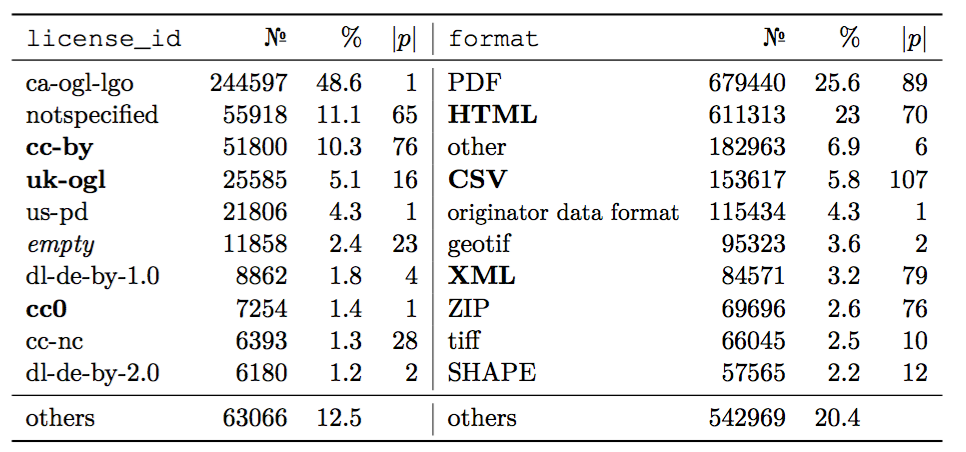 license_id № % |p| format № % |p|
ca-ogl-lgo 244597 48.6 1 PDF 679440 25.6 89
notspecified 55918 11.1 65 HTML 611313 23 70
cc-by 51800 10.3 76 other 182963 6.9 6
uk-ogl 25585 5.1 16 CSV 153617 5.8 107
us-pd 21806 4.3 1 originator data format 115434 4.3 1
empty 11858 2.4 23 geotif 95323 3.6 2
dl-de-by-1.0 8862 1.8 4 XML 84571 3.2 79
cc0 7254 1.4 1 ZIP 69696 2.6 76
cc-nc 6393 1.3 28 tiff 66045 2.5 10
dl-de-by-2.0 6180 1.2 2 SHAPE 57565 2.2 12
others 63066 12.5 others 542969 20.4